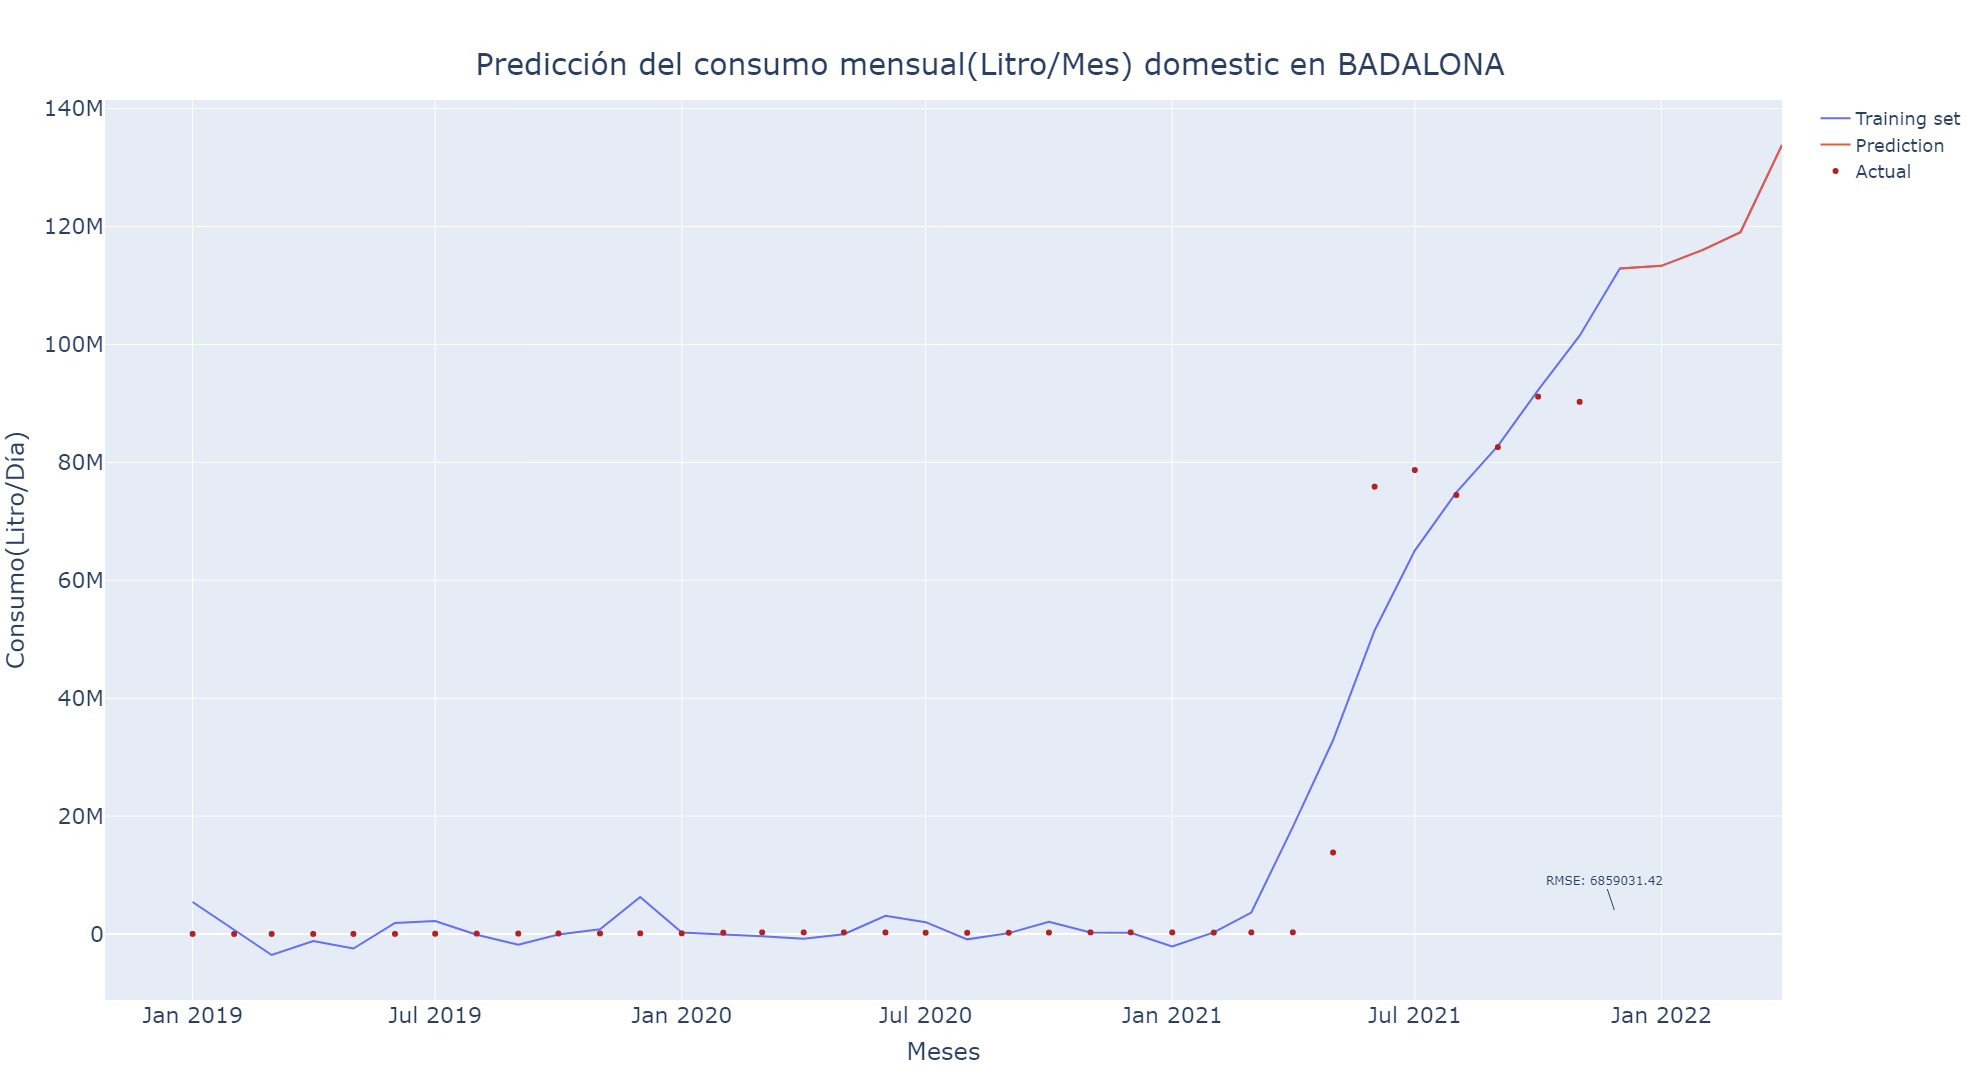 Predicción del consumo mensual(Litro/Mes) domestic en BADALONA
Training set
Prediction
Actual
Consumo(Litro/Día)
140M
120M
100M
80M
60M
40M
20M
0
RMSE: 6859031.42
Jan 2019
Jul 2019
Jan 2020
Jul 2020
Jan 2021
Jul 2021
Jan 2022
Meses